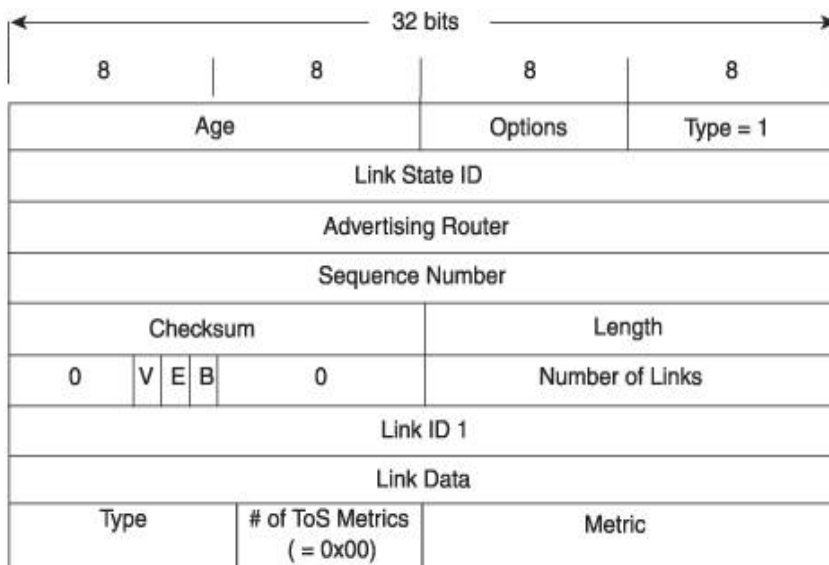 32 bits
8 8 8 8
Age Options Type = 1
Link State ID
Advertising Router
Sequence Number
Checksum Length
0 V E B 0 Number of Links
Link ID 1
Link Data
Type # of ToS Metrics Metric
( = 0x00)